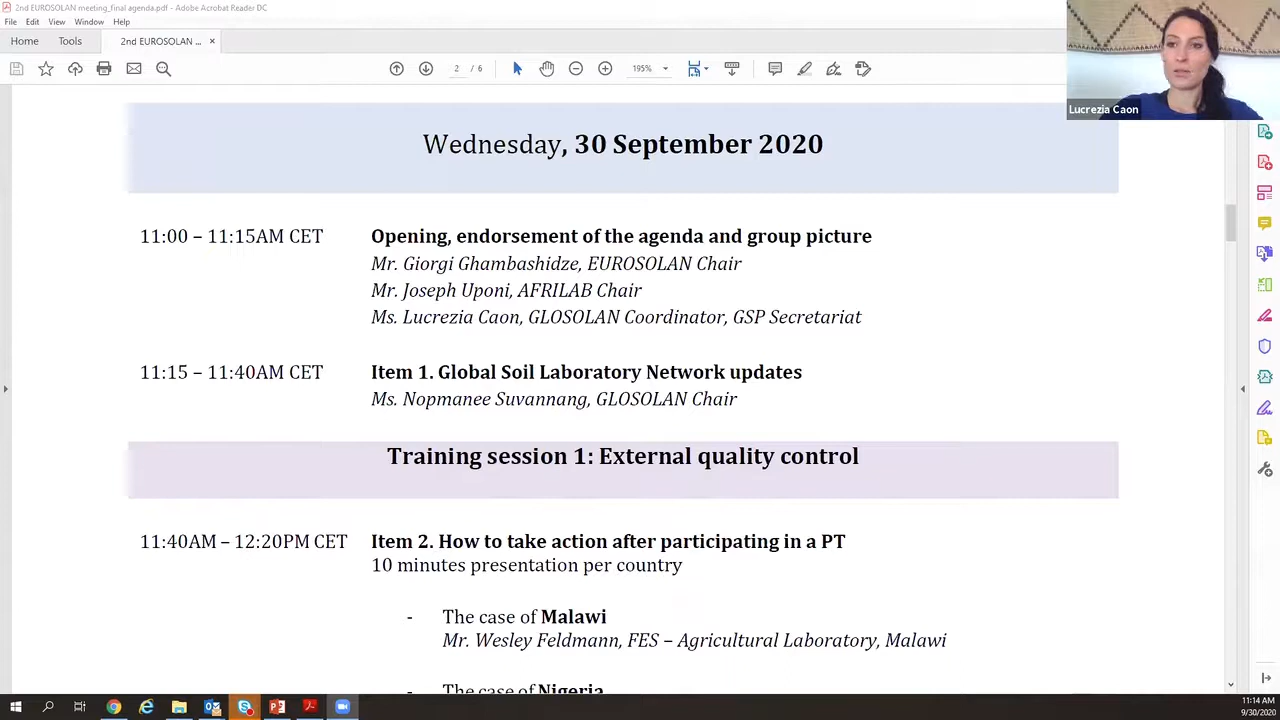 2nd EUROSOLAN meeting_final agenda.pdf - Adobe Acrobat Reader DC
File Edit View Window Help
Home Tools 2nd EUROSOLAN ... ×
2 / 6 195%
Lucrezia Caon
Wednesday, 30 September 2020
11:00 – 11:15AM CET Opening, endorsement of the agenda and group picture
Mr. Giorgi Ghambashidze, EUROSOLAN Chair
Mr. Joseph Uponi, AFRILAB Chair
Ms. Lucrezia Caon, GLOSOLAN Coordinator, GSP Secretariat
11:15 – 11:40AM CET Item 1. Global Soil Laboratory Network updates
Ms. Nopmanee Suvannang, GLOSOLAN Chair
Training session 1: External quality control
11:40AM – 12:20PM CET Item 2. How to take action after participating in a PT
10 minutes presentation per country
- The case of Malawi
Mr. Wesley Feldmann, FES – Agricultural Laboratory, Malawi
- The case of Nigeria
11:14 AM
9/30/2020